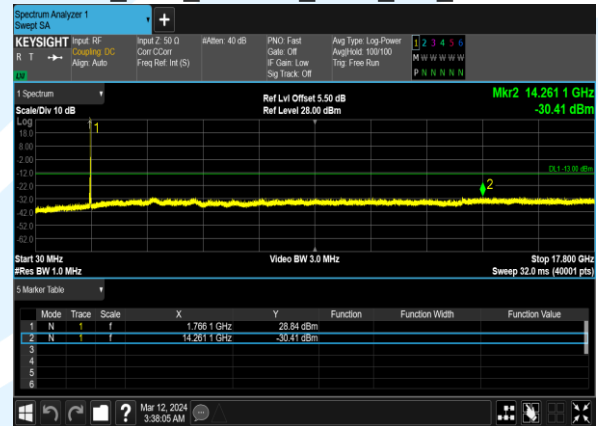 Spectrum Analyzer 1
Swept SA
+
KEYSIGHT
R T
LV
Input: RF
Coupling: DC
Align: Auto
Input Z: 50 Ω
Corr CCorr
Freq Ref: Int (S)
#Atten: 40 dB
PNO: Fast
Gate: Off
IF Gain: Low
Sig Track: Off
Avg Type: Log-Power
Avg|Hold: 100/100
Trig: Free Run
1 2 3 4 5 6
M W W W W W
P N N N N N
1 Spectrum
Scale/Div 10 dB
Ref Lvl Offset 5.50 dB
Ref Level 28.00 dBm
Mkr2 14.261 1 GHz
-30.41 dBm
Log
18.0
8.00
-2.00
-12.0
-22.0
-32.0
-42.0
-52.0
-62.0
1
DL1 -13.00 dBm
2
Start 30 MHz
#Res BW 1.0 MHz
Video BW 3.0 MHz
Stop 17.800 GHz
Sweep 32.0 ms (40001 pts)
5 Marker Table
Mode Trace Scale X Y Function Function Width Function Value
1 N 1 f 1.766 1 GHz 28.84 dBm
2 N 1 f 14.261 1 GHz -30.41 dBm
3
4
5
6
?
Mar 12, 2024
3:38:05 AM